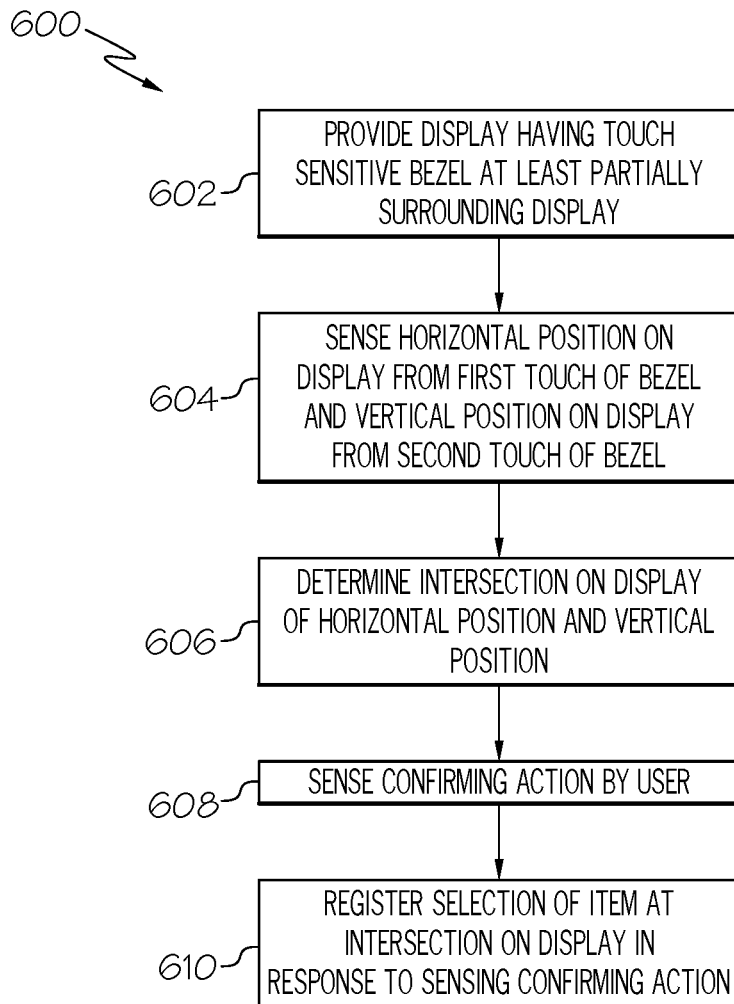 600
PROVIDE DISPLAY HAVING TOUCH
SENSITIVE BEZEL AT LEAST PARTIALLY
SURROUNDING DISPLAY
602
SENSE HORIZONTAL POSITION ON
DISPLAY FROM FIRST TOUCH OF BEZEL
AND VERTICAL POSITION ON DISPLAY
FROM SECOND TOUCH OF BEZEL
604
DETERMINE INTERSECTION ON DISPLAY
OF HORIZONTAL POSITION AND VERTICAL
POSITION
606
SENSE CONFIRMING ACTION BY USER
608
REGISTER SELECTION OF ITEM AT
INTERSECTION ON DISPLAY IN
RESPONSE TO SENSING CONFIRMING ACTION
610